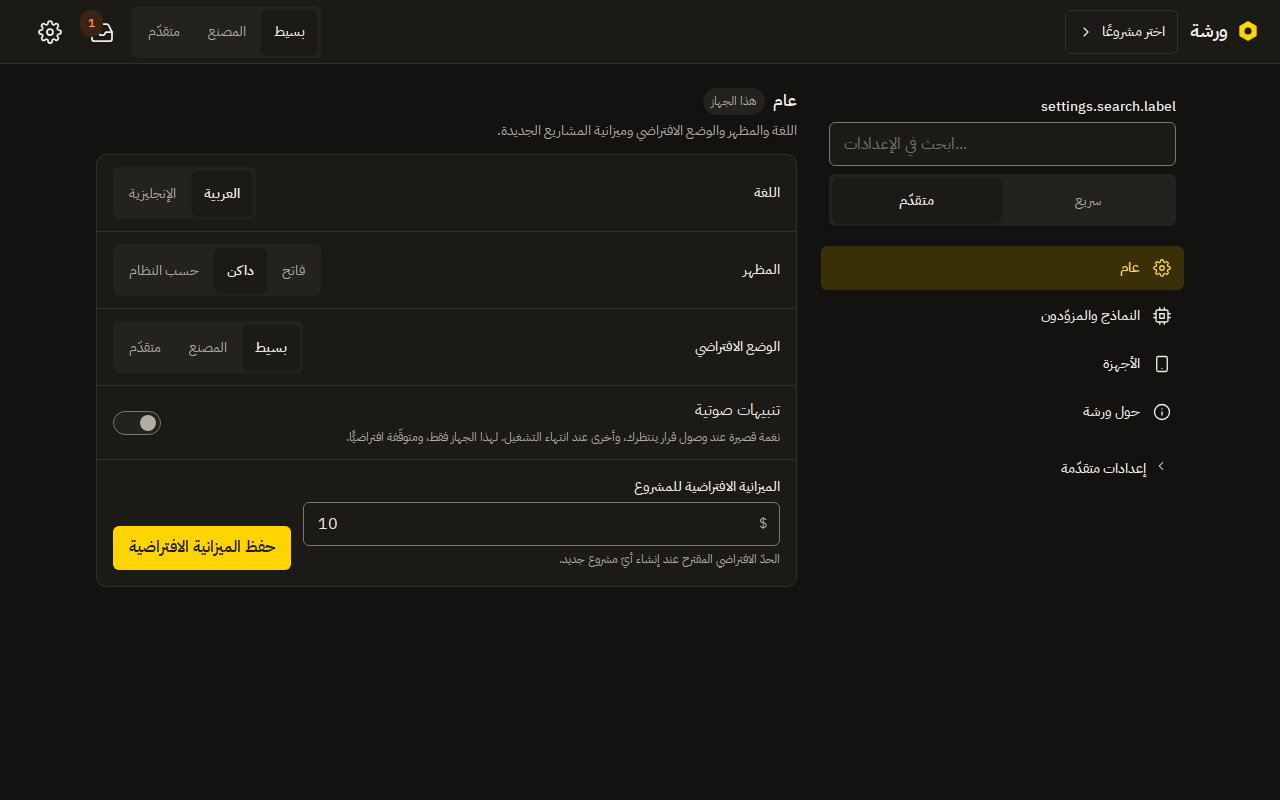 ورشة
اختر مشروعًا
بسيط
المصنع
متقدّم
1
settings.search.label
ابحث في الإعدادات...
سريع
متقدّم
عام
النماذج والمزوّدون
الأجهزة
حول ورشة
إعدادات متقدّمة
عام
هذا الجهاز
اللغة والمظهر والوضع الافتراضي وميزانية المشاريع الجديدة.
اللغة
العربية
الإنجليزية
المظهر
فاتح
داكن
حسب النظام
الوضع الافتراضي
بسيط
المصنع
متقدّم
تنبيهات صوتية
نغمة قصيرة عند وصول قرار ينتظرك، وأخرى عند انتهاء التشغيل. لهذا الجهاز فقط، ومتوقّفة افتراضيًّا.
الميزانية الافتراضية للمشروع
$
10
حفظ الميزانية الافتراضية
الحدّ الافتراضي المقترح عند إنشاء أيّ مشروع جديد.